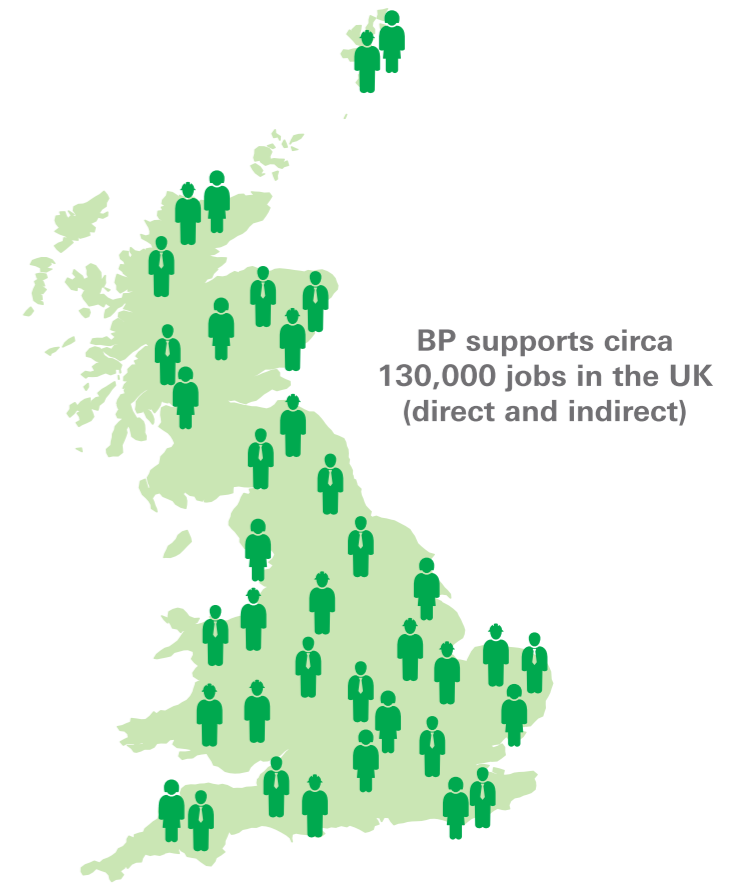 BP supports circa
130,000 jobs in the UK
(direct and indirect)